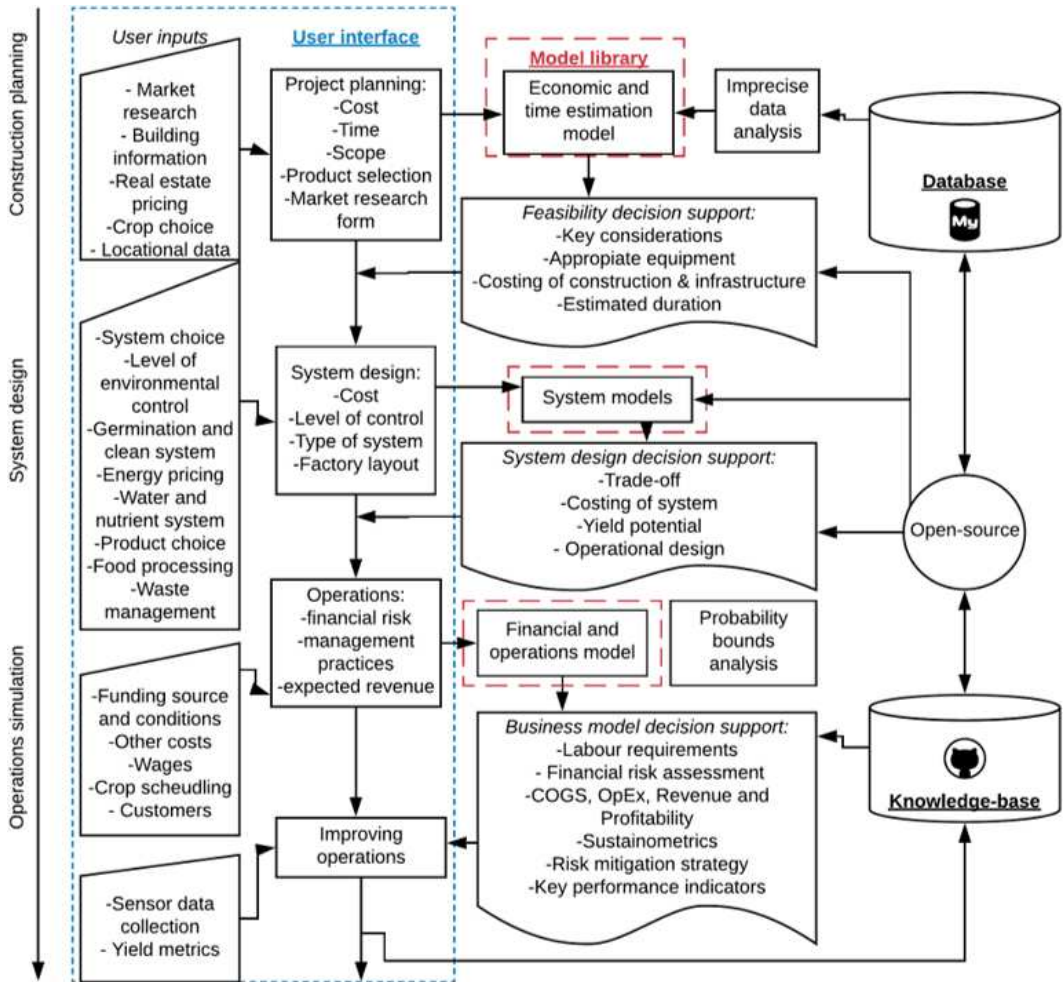 Construction planning
System design
Operations simulation
User inputs
- Market
research
- Building
information
-Real estate
pricing
- Crop choice
- Locational data
-System choice
-Level of
environmental
control
-Germination and
clean system
-Energy pricing
-Water and
nutrient system
-Product choice
-Food processing
-Waste
management
-Funding source
and conditions
-Other costs
-Wages
-Crop scheudling
- Customers
-Sensor data
collection
- Yield metrics
User interface
Project planning:
-Cost
-Time
-Scope
-Product selection
-Market research
form
System design:
-Cost
-Level of control
-Type of system
-Factory layout
Operations:
-financial risk
-management
practices
-expected revenue
Improving
operations
Model library
Economic and
time estimation
model
Imprecise
data
analysis
Feasibility decision support:
-Key considerations
-Appropiate equipment
-Costing of construction & infrastructure
-Estimated duration
System models
System design decision support:
-Trade-off
-Costing of system
-Yield potential
- Operational design
Financial and
operations model
Probability
bounds
analysis
Business model decision support:
-Labour requirements
- Financial risk assessment
-COGS, OpEx, Revenue and
Profitability
-Sustainometrics
-Risk mitigation strategy
-Key performance indicators
Database
My
Open-source
Knowledge-base